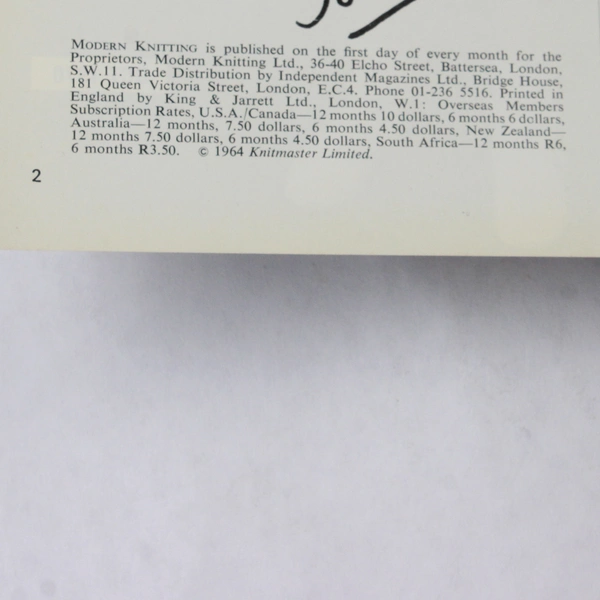 MODERN KNITTING is published on the first day of every month for the
Proprietors, Modern Knitting Ltd., 36-40 Elcho Street, Battersea, London,
S.W.11. Trade Distribution by Independent Magazines Ltd., Bridge House,
181 Queen Victoria Street, London, E.C.4. Phone 01-236 5516. Printed in
England by King & Jarrett Ltd., London, W.1: Overseas Members
Subscription Rates, U.S.A./Canada—12 months 10 dollars, 6 months 6 dollars,
Australia—12 months, 7.50 dollars, 6 months 4.50 dollars, New Zealand—
12 months 7.50 dollars, 6 months 4.50 dollars, South Africa—12 months R6,
6 months R3.50. © 1964 Knitmaster Limited.
2